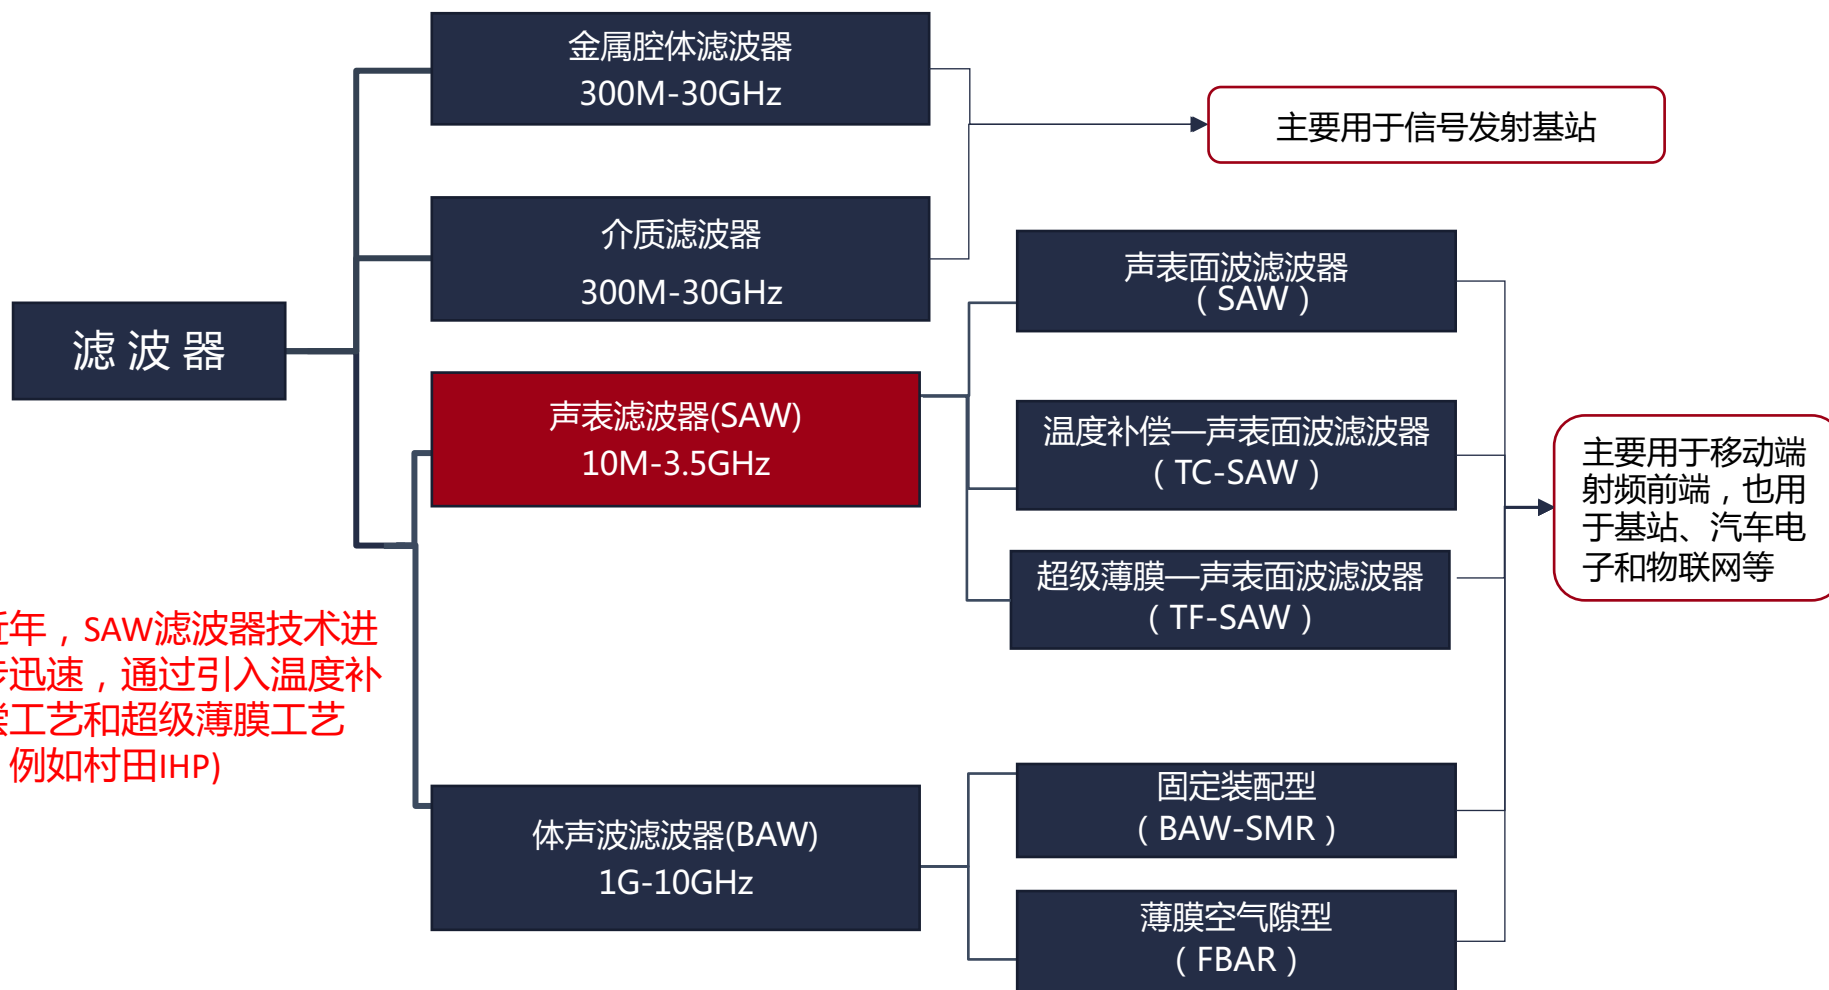 金属腔体滤波器
300M-30GHz
主要用于信号发射基站
介质滤波器
300M-30GHz
滤 波 器
声表滤波器(SAW)
10M-3.5GHz
声表面波滤波器
（ SAW ）
温度补偿—声表面波滤波器
（ TC-SAW ）
超级薄膜—声表面波滤波器
（ TF-SAW ）
主要用于移动端
射频前端，也用
于基站、汽车电
子和物联网等
近年，SAW滤波器技术进
步迅速，通过引入温度补
偿工艺和超级薄膜工艺
例如村田IHP)
体声波滤波器(BAW)
1G-10GHz
固定装配型
（ BAW-SMR ）
薄膜空气隙型
（ FBAR ）